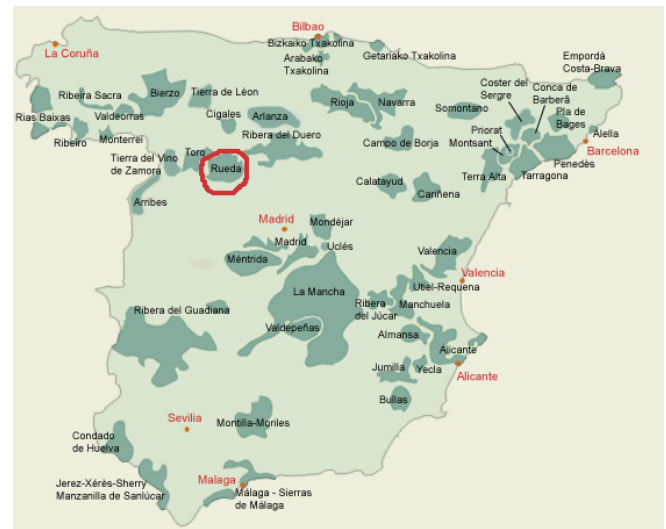 Bilbao
La Coruña
Bizkaiko Txakolina
Getariako Txakolina
Arabako
Txakolina
Empordà
Costa-Brava
Ribeira Sacra
Bierzo
Tierra de Léon
Coster del
Sergre
Conca de
Barberã
Rioja
Navarra
Somontano
Rias Baixas
Valdeorras
Cigales
Arlanza
Pla de
Bages
Ribeiro
Monterrei
Ribera del Duero
Campo de Borja
Priorat
Montsant
Alella
Barcelona
Toro
Tierra del Vino
de Zamora
Rueda
Penedès
Terra Alta
Tarragona
Calatayud
Cariñena
Arribes
Madrid
Mondéjar
Madrid
Uclés
Méntrida
Valencia
Valencia
Utiel-Requena
La Mancha
Ribera
del Júcar
Manchuela
Ribera del Guadiana
Valdepeñas
Almansa
Alicante
Jumilla
Yecla
Alicante
Bullas
Sevilia
Montilla-Moriles
Condado
de Huelva
Jerez-Xérès-Sherry
Manzanilla de Sanlúcar
Malaga
Málaga - Sierras
de Málaga